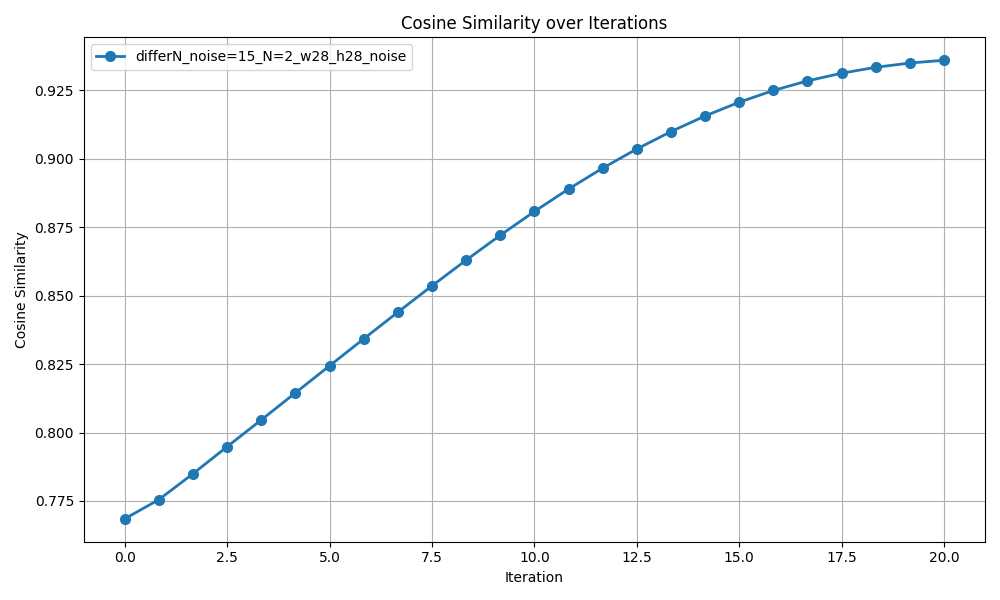 Cosine Similarity over Iterations
differN_noise=15_N=2_w28_h28_noise
Cosine Similarity
0.925
0.900
0.875
0.850
0.825
0.800
0.775
0.0 2.5 5.0 7.5 10.0 12.5 15.0 17.5 20.0
Iteration